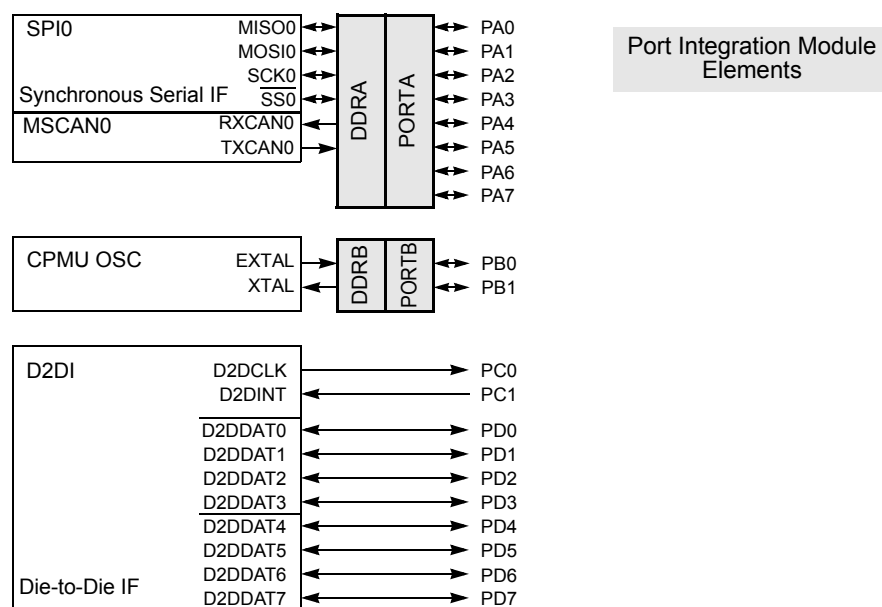 SPI0 MISO0 PA0
MOSI0 PA1
SCK0 PA2
Synchronous Serial IF SS0 PA3
MSCAN0 RXCAN0 PA4
TXCAN0 PA5
PA6
PA7
DDRA PORTA
Port Integration Module
Elements
CPMU OSC EXTAL PB0
XTAL PB1
DDRB PORTB
D2DI D2DCLK PC0
D2DINT PC1
D2DDAT0 PD0
D2DDAT1 PD1
D2DDAT2 PD2
D2DDAT3 PD3
D2DDAT4 PD4
D2DDAT5 PD5
D2DDAT6 PD6
Die-to-Die IF D2DDAT7 PD7